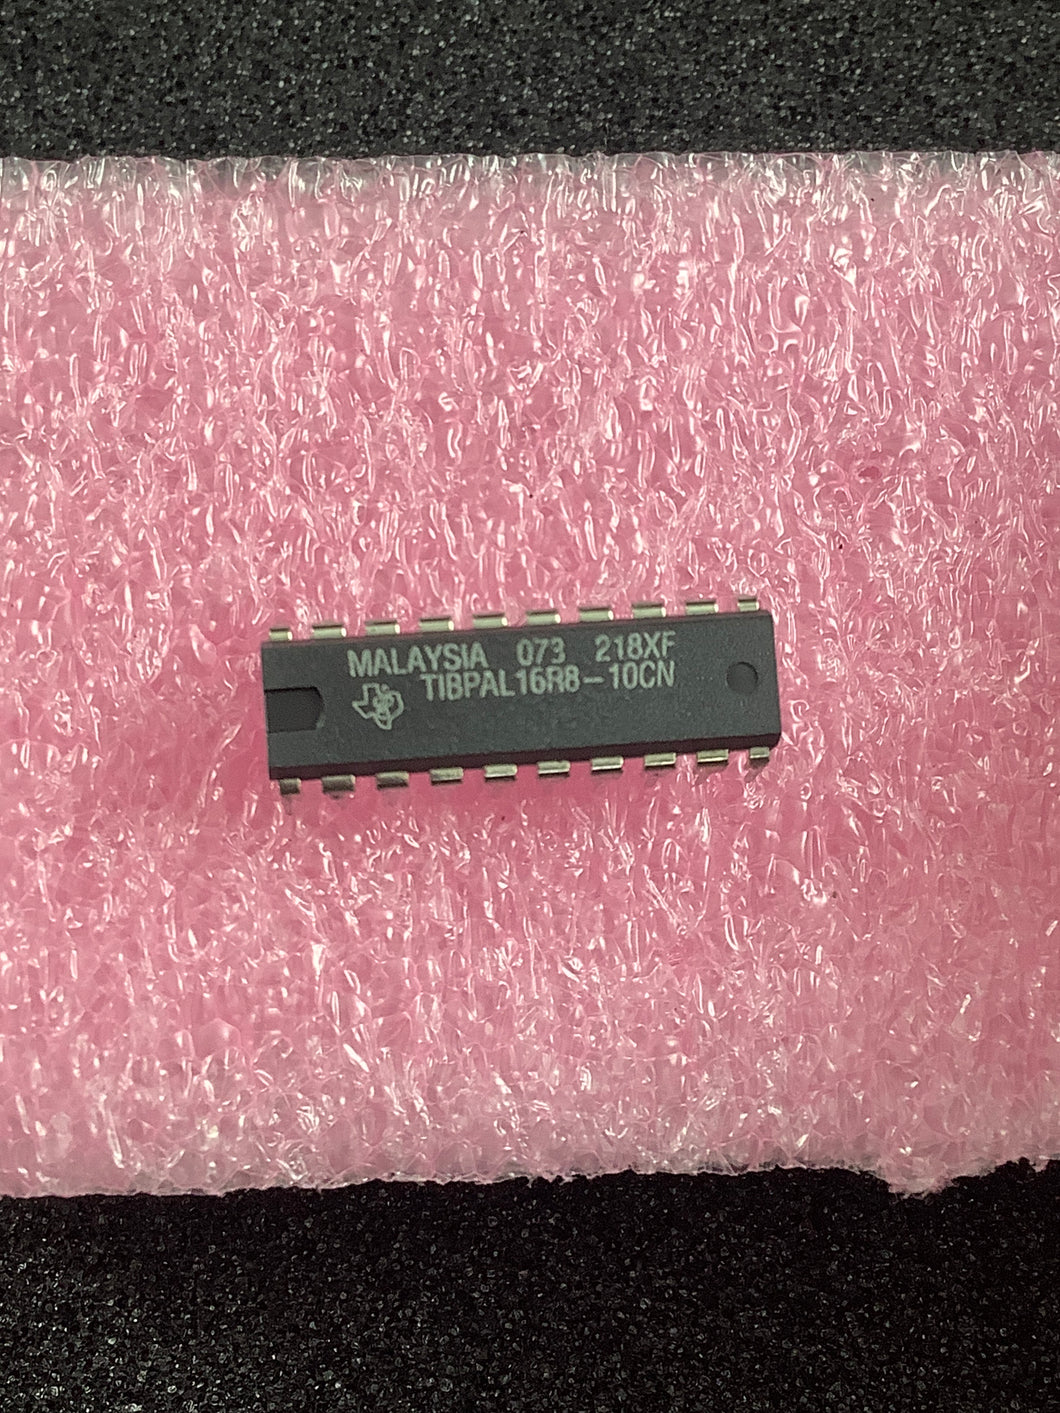 MALAYSIA 073 218XF
TIBPAL16R8-10CN